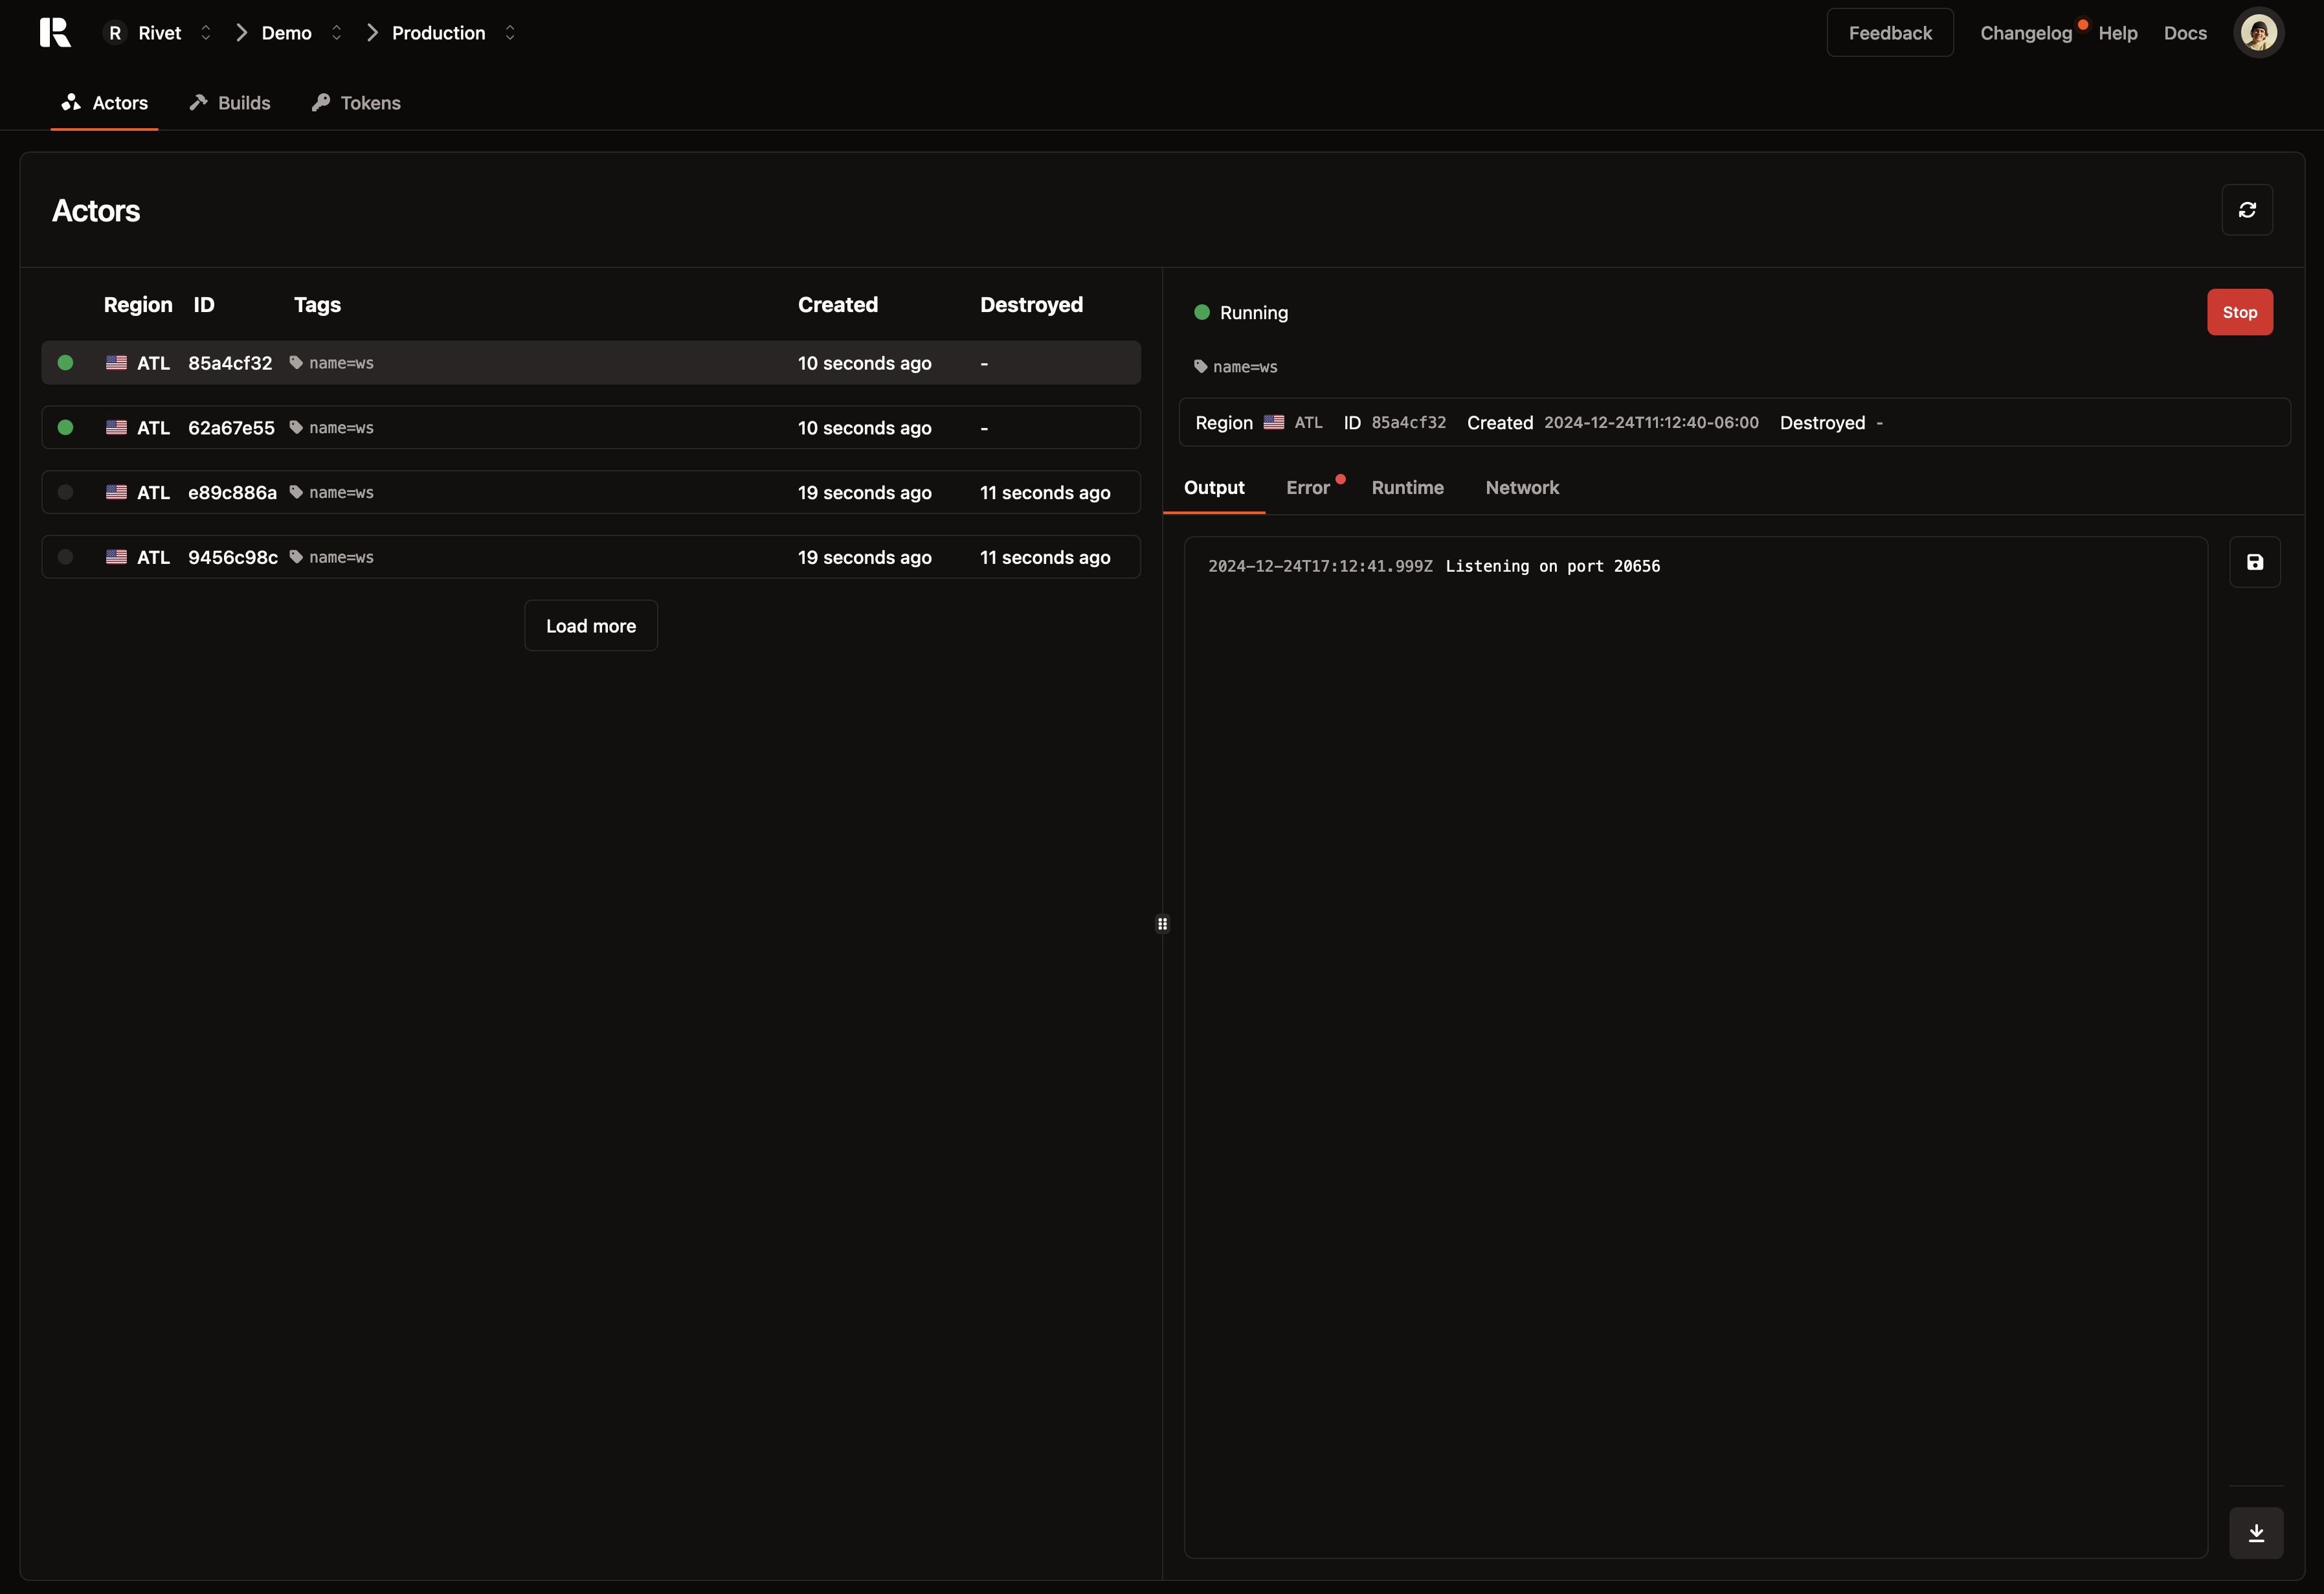 R Rivet Demo Production Feedback Changelog Help Docs
Actors Builds Tokens
Actors
Region ID Tags Created Destroyed
ATL 85a4cf32 name=ws 10 seconds ago -
ATL 62a67e55 name=ws 10 seconds ago -
ATL e89c886a name=ws 19 seconds ago 11 seconds ago
ATL 9456c98c name=ws 19 seconds ago 11 seconds ago
Load more
Running Stop
name=ws
Region ATL ID 85a4cf32 Created 2024-12-24T11:12:40-06:00 Destroyed -
Output Error Runtime Network
2024-12-24T17:12:41.999Z Listening on port 20656